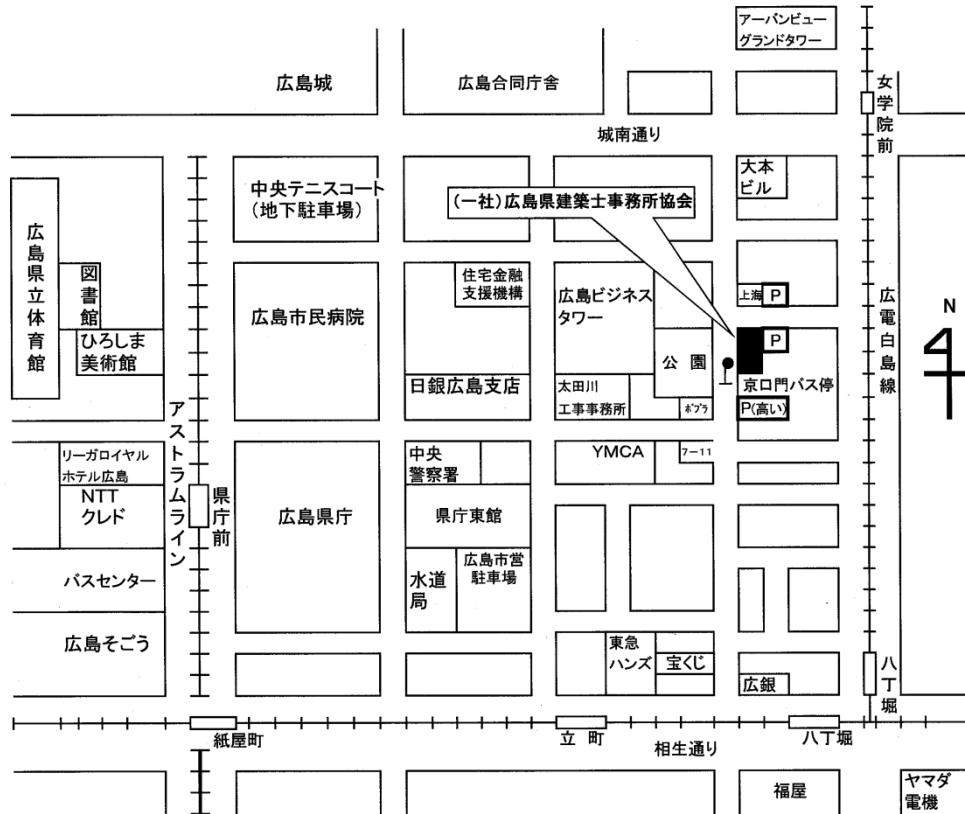 アーバンビュー
グランドタワー
広島城
広島合同庁舎
女学院前
城南通り
大本
ビル
中央テニスコート
(地下駐車場)
(一社)広島県建築士事務所協会
広島県立体育館
図書館
ひろしま
美術館
広島市民病院
住宅金融
支援機構
広島ビジネス
タワー
上海
P
P
広電白島線
N
公園
日銀広島支店
太田川
工事事務所
ポプラ
京口門バス停
P(高い)
アストラムライン
リーガロイヤル
ホテル広島
NTT
クレド
県庁前
広島県庁
中央
警察署
YMCA
7-11
県庁東館
バスセンター
水道局
広島市営
駐車場
広島そごう
東急
ハンズ
宝くじ
広銀
八丁堀
紙屋町
立町
相生通り
八丁堀
福屋
ヤマダ
電機